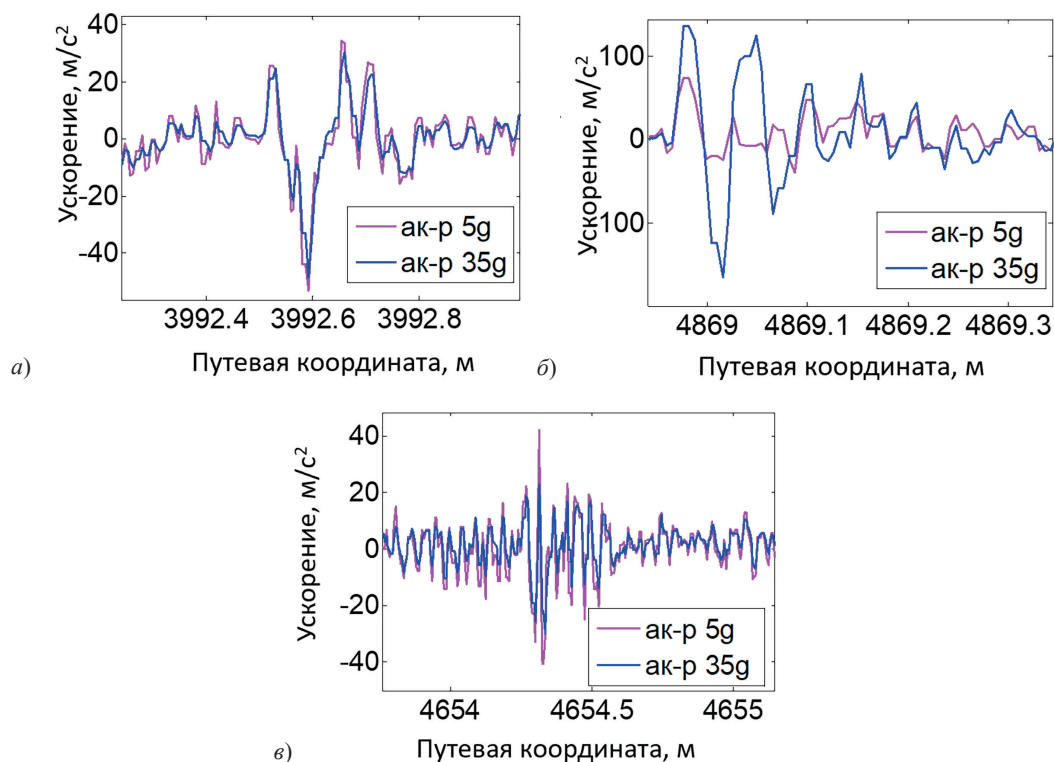 Ускорение, м/с²
40
20
0
-20
-40
ак-р 5g
ак-р 35g
3992.4 3992.6 3992.8
Путевая координата, м
а)
Ускорение, м/с²
100
0
100
ак-р 5g
ак-р 35g
4869 4869.1 4869.2 4869.3
Путевая координата, м
б)
Ускорение, м/с²
40
20
0
-20
-40
ак-р 5g
ак-р 35g
4654 4654.5 4655
Путевая координата, м
в)